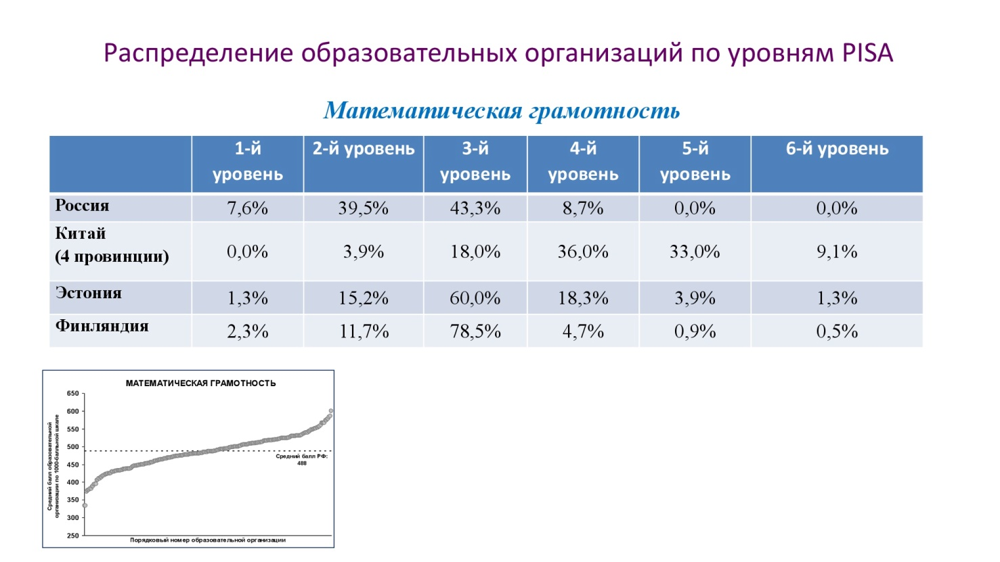 Распределение образовательных организаций по уровням PISA
Математическая грамотность
1-й уровень 2-й уровень 3-й уровень 4-й уровень 5-й уровень 6-й уровень
Россия 7,6% 39,5% 43,3% 8,7% 0,0% 0,0%
Китай
(4 провинции) 0,0% 3,9% 18,0% 36,0% 33,0% 9,1%
Эстония 1,3% 15,2% 60,0% 18,3% 3,9% 1,3%
Финляндия 2,3% 11,7% 78,5% 4,7% 0,9% 0,5%
МАТЕМАТИЧЕСКАЯ ГРАМОТНОСТЬ
Средний балл образовательной
организации по 1000-балльной шкале
650
600
550
500
450
400
350
300
250
Средний балл РФ:
488
Порядковый номер образовательной организации